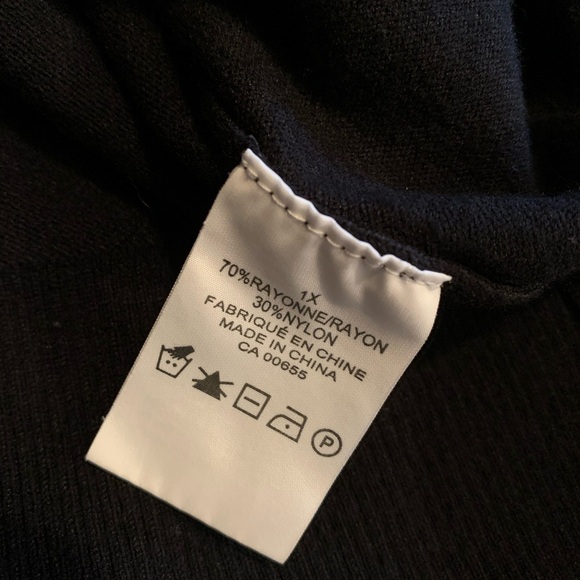 1X
70%RAYONNE/RAYON
30%NYLON
FABRIQUÉ EN CHINE
MADE IN CHINA
CA 00655
P